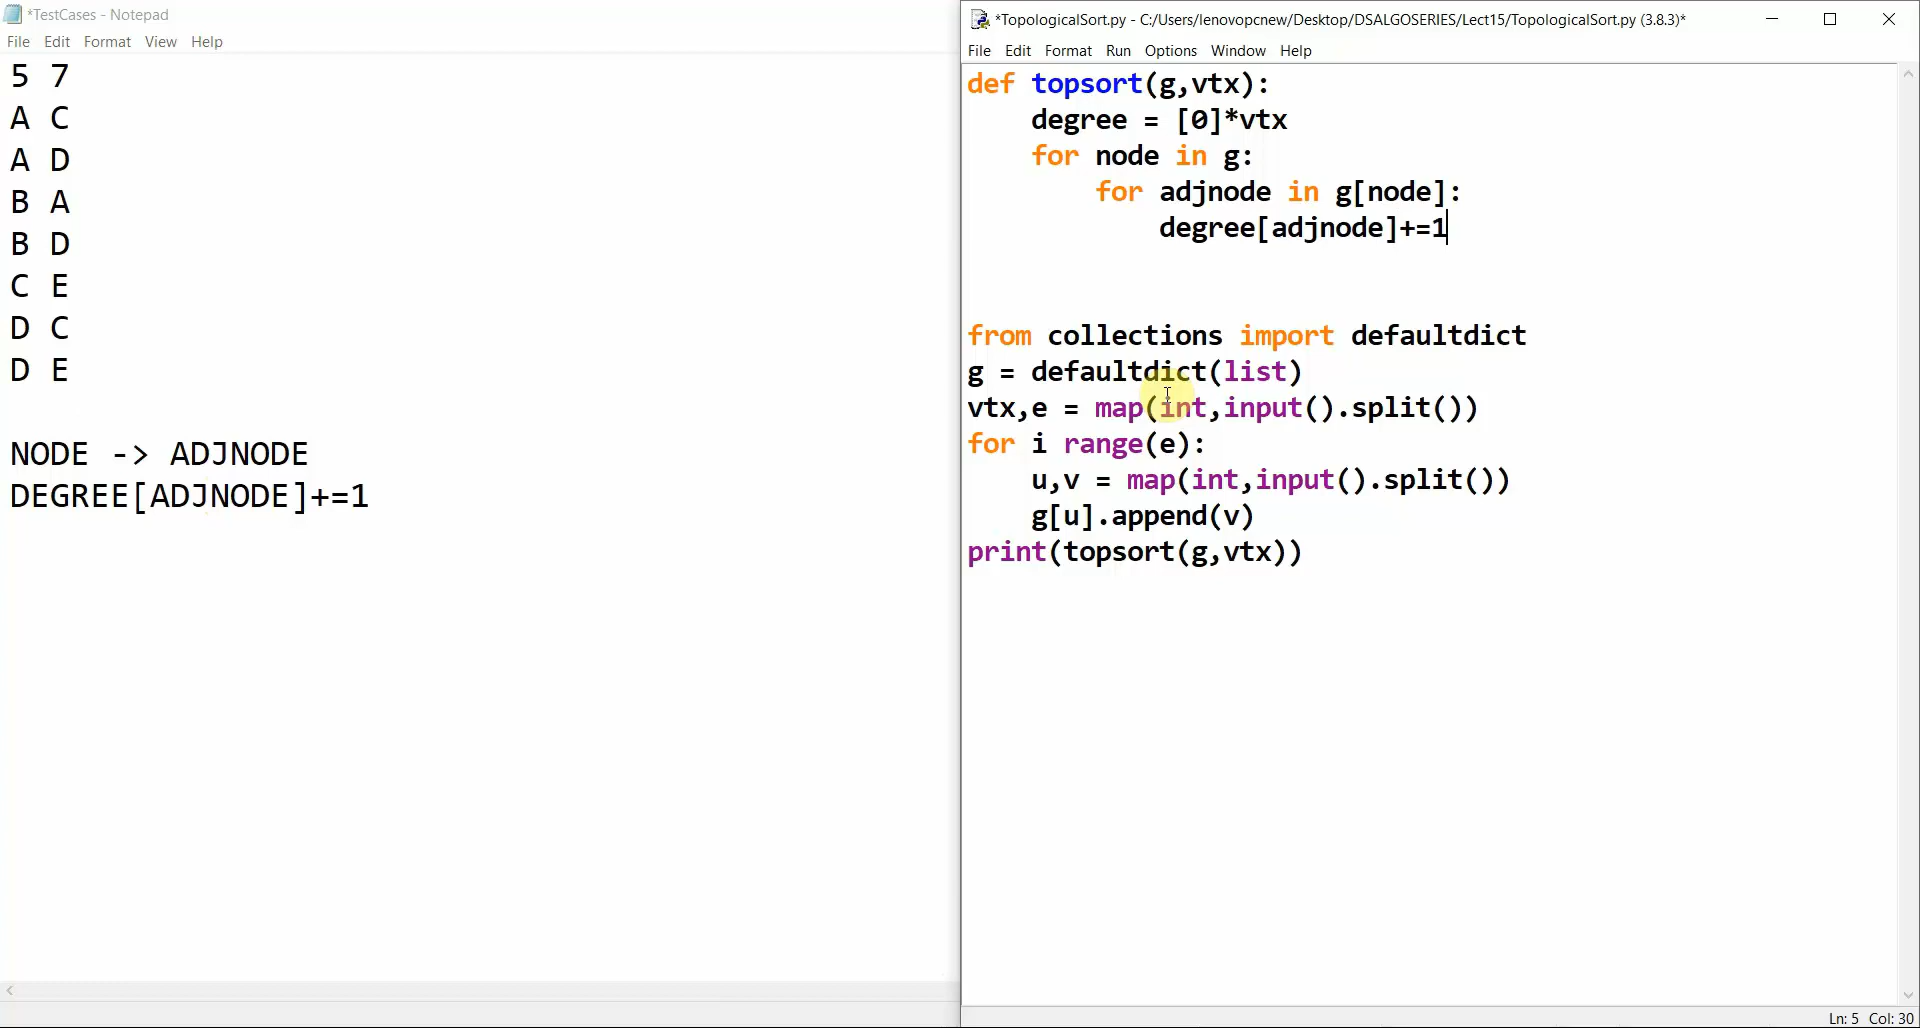 *TestCases - Notepad
File Edit Format View Help
5 7
A C
A D
B A
B D
C E
D C
D E
NODE -> ADJNODE
DEGREE[ADJNODE]+=1
*TopologicalSort.py - C:/Users/lenovopcnew/Desktop/DSALGOSERIES/Lect15/TopologicalSort.py (3.8.3)*
File Edit Format Run Options Window Help
def topsort(g,vtx):
    degree = [0]*vtx
    for node in g:
        for adjnode in g[node]:
            degree[adjnode]+=1
from collections import defaultdict
g = defaultdict(list)
vtx,e = map(int,input().split())
for i range(e):
    u,v = map(int,input().split())
    g[u].append(v)
print(topsort(g,vtx))
Ln: 5 Col: 30